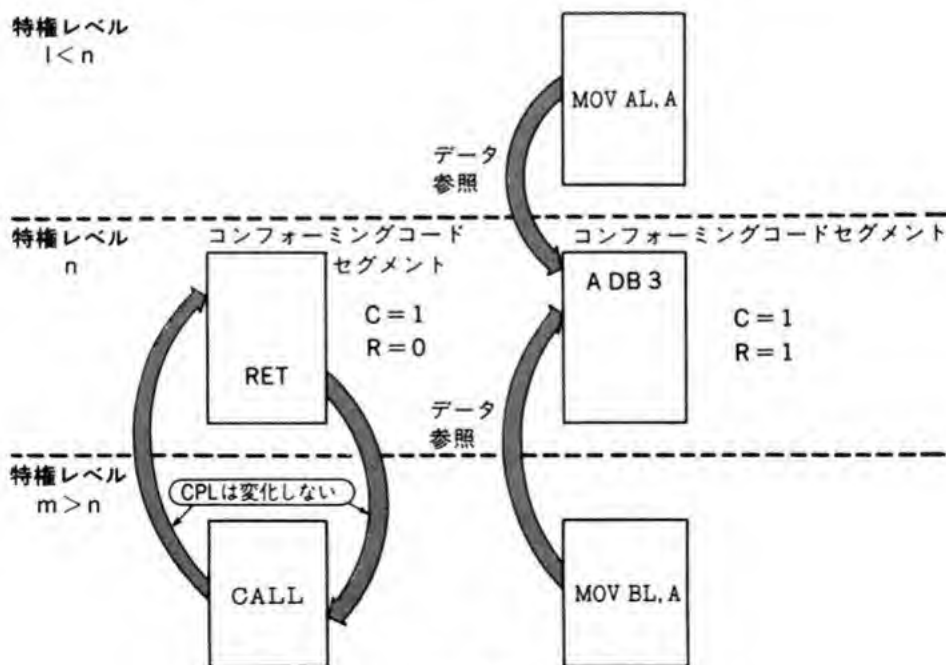 特権レベル
l < n
MOV AL, A
データ
参照
特権レベル
n
コンフォーミングコード
セグメント
C = 1
R = 0
RET
コンフォーミングコードセグメント
A DB 3
C = 1
R = 1
データ
参照
特権レベル
m > n
CPLは変化しない
CALL
MOV BL, A